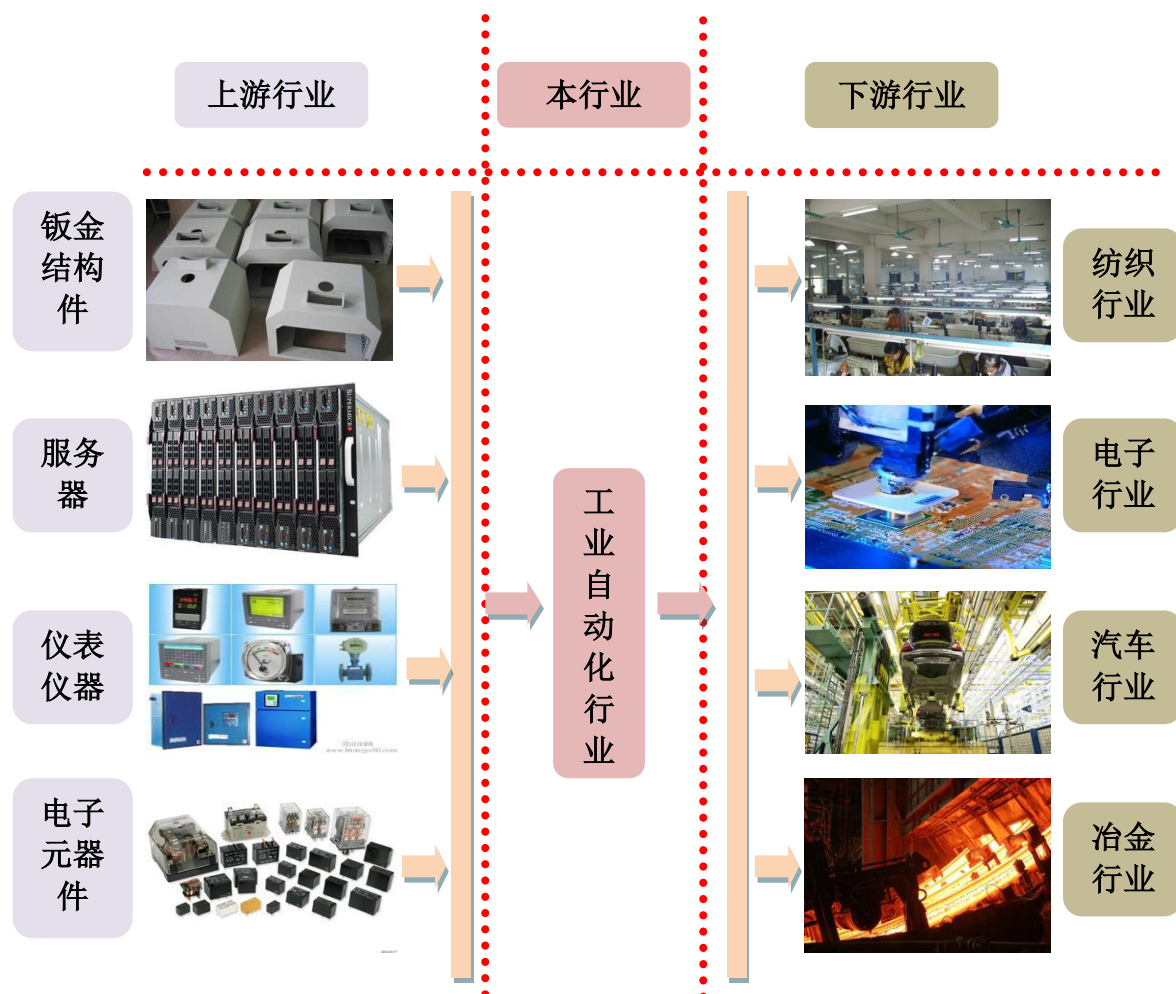 上游行业
本行业
下游行业
钣金
结构
件
纺织
行业
SUPERMICRO
服务
器
电子
行业
工
业
自
动
化
行
业
仪表
仪器
汽车
行业
电子
元器
件
冶金
行业